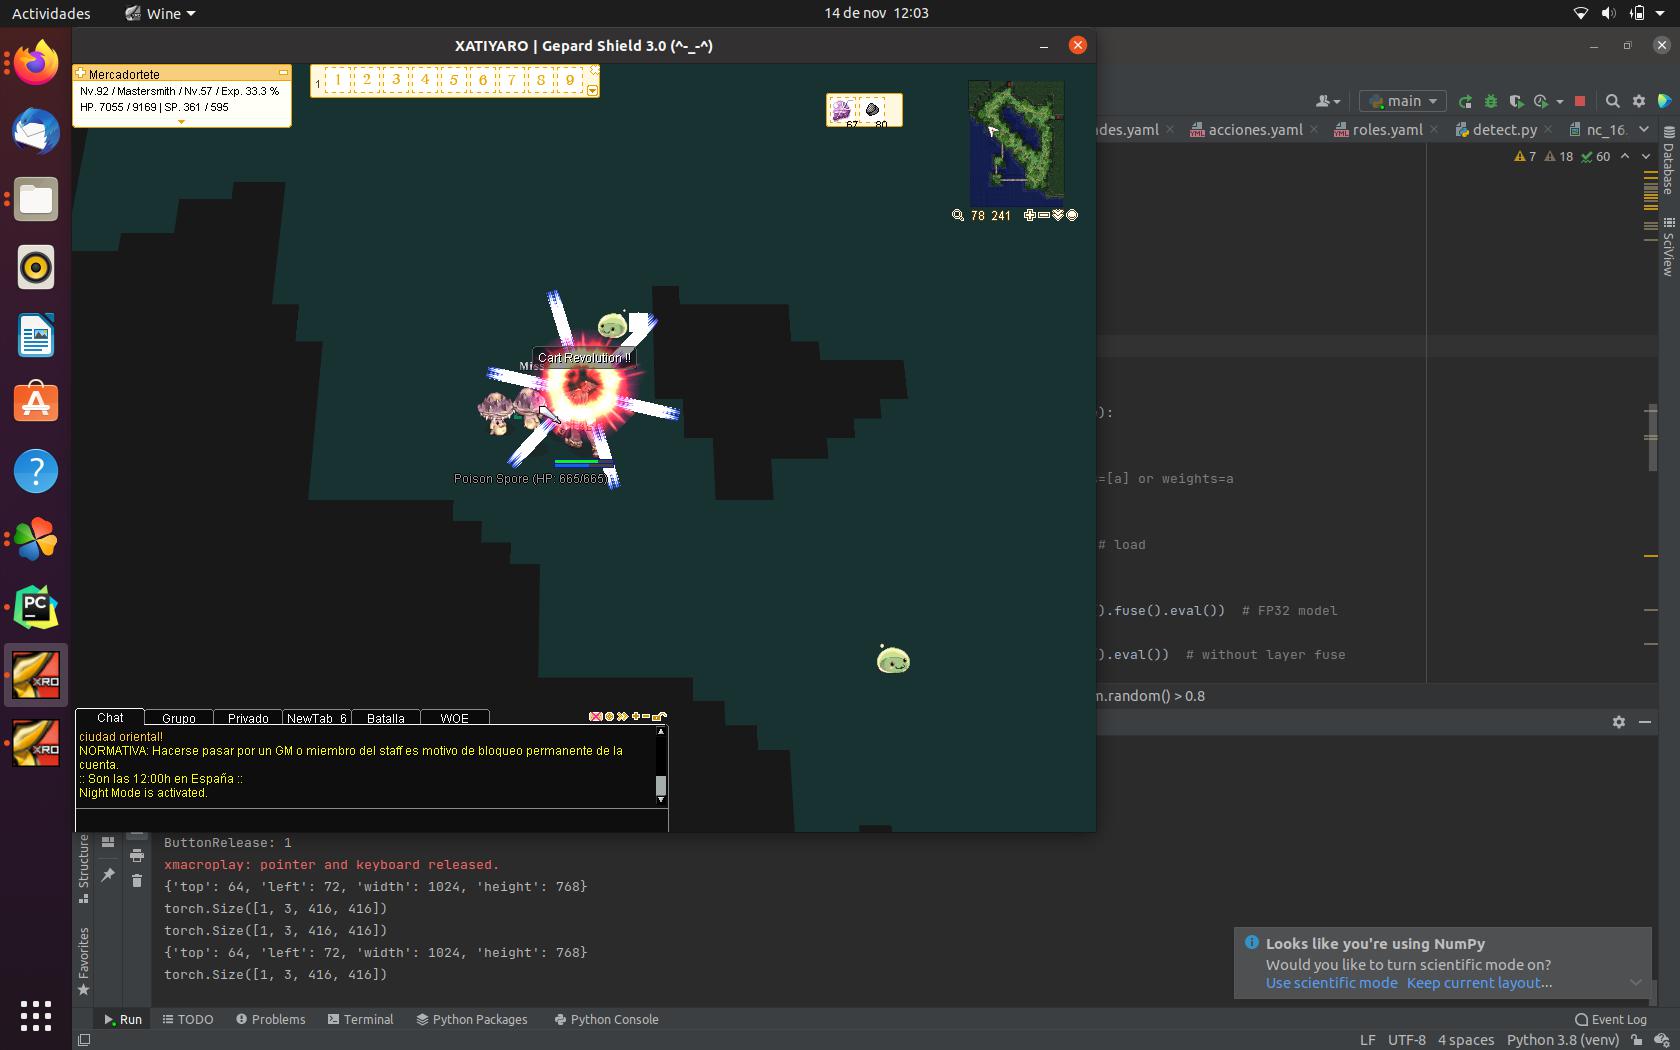 Actividades
Wine
14 de nov 12:03
XATIYARO | Gepard Shield 3.0 (^-_-^)
Mercadortete
Nv.92 / Mastersmith / Nv.57 / Exp. 33.3 %
HP. 7055 / 9169 | SP. 361 / 595
1
1 2 3 4 5 6 7 8 9
67 80
78 241
Cart Revolution !!
Miss
Poison Spore (HP: 665/665)
Chat
Grupo
Privado
NewTab_6
Batalla
WOE
ciudad oriental!
NORMATIVA: Hacerse pasar por un GM o miembro del staff es motivo de bloqueo permanente de la
cuenta.
:: Son las 12:00h en España ::
Night Mode is activated.
main
des.yaml
acciones.yaml
roles.yaml
detect.py
nc_16.
7 18 60
):
=[a] or weights=a
# load
).fuse().eval()) # FP32 model
).eval()) # without layer fuse
m.random() > 0.8
Database
SciView
PC
XRO
XRO
Structure
Favorites
ButtonRelease: 1
xmacroplay: pointer and keyboard released.
{'top': 64, 'left': 72, 'width': 1024, 'height': 768}
torch.Size([1, 3, 416, 416])
torch.Size([1, 3, 416, 416])
{'top': 64, 'left': 72, 'width': 1024, 'height': 768}
torch.Size([1, 3, 416, 416])
Looks like you're using NumPy
Would you like to turn scientific mode on?
Use scientific mode Keep current layout...
Run
TODO
Problems
Terminal
Python Packages
Python Console
Event Log
LF UTF-8 4 spaces Python 3.8 (venv)